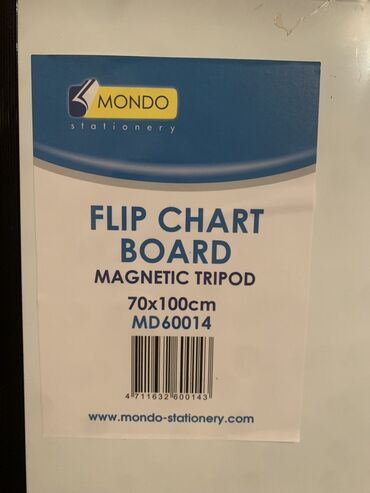 MONDO
stationery
FLIP CHART
BOARD
MAGNETIC TRIPOD
70x100cm
MD60014
4 711632 600143
www.mondo-stationery.com